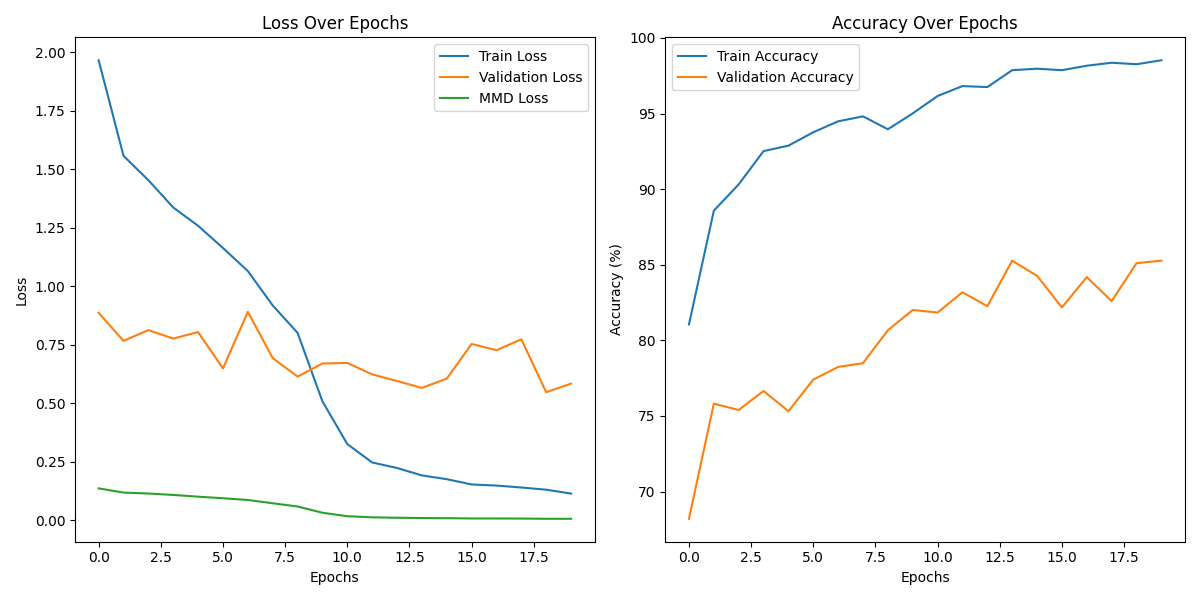 Loss Over Epochs
2.00
1.75
1.50
1.25
1.00
0.75
0.50
0.25
0.00
Loss
Train Loss
Validation Loss
MMD Loss
0.0 2.5 5.0 7.5 10.0 12.5 15.0 17.5
Epochs
Accuracy Over Epochs
100
95
90
85
80
75
70
Accuracy (%)
Train Accuracy
Validation Accuracy
0.0 2.5 5.0 7.5 10.0 12.5 15.0 17.5
Epochs